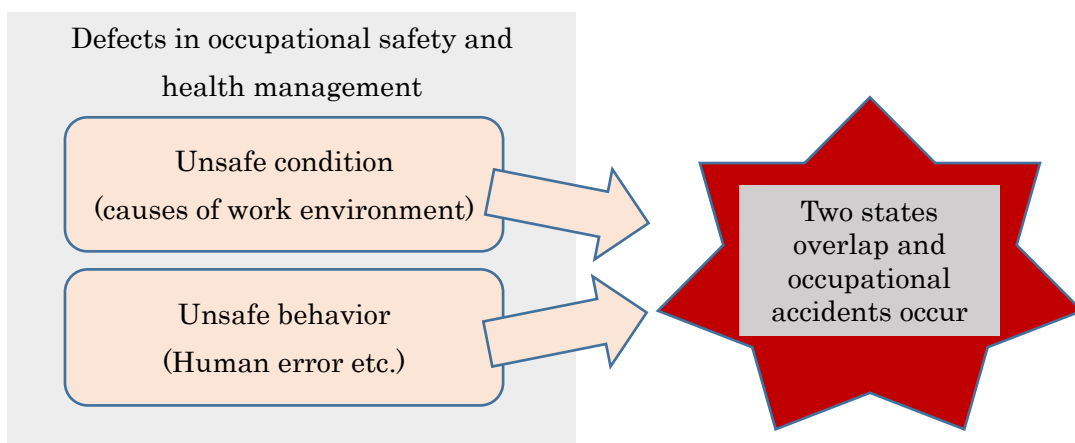 Defects in occupational safety and
health management
Unsafe condition
(causes of work environment)
Unsafe behavior
(Human error etc.)
Two states
overlap and
occupational
accidents occur